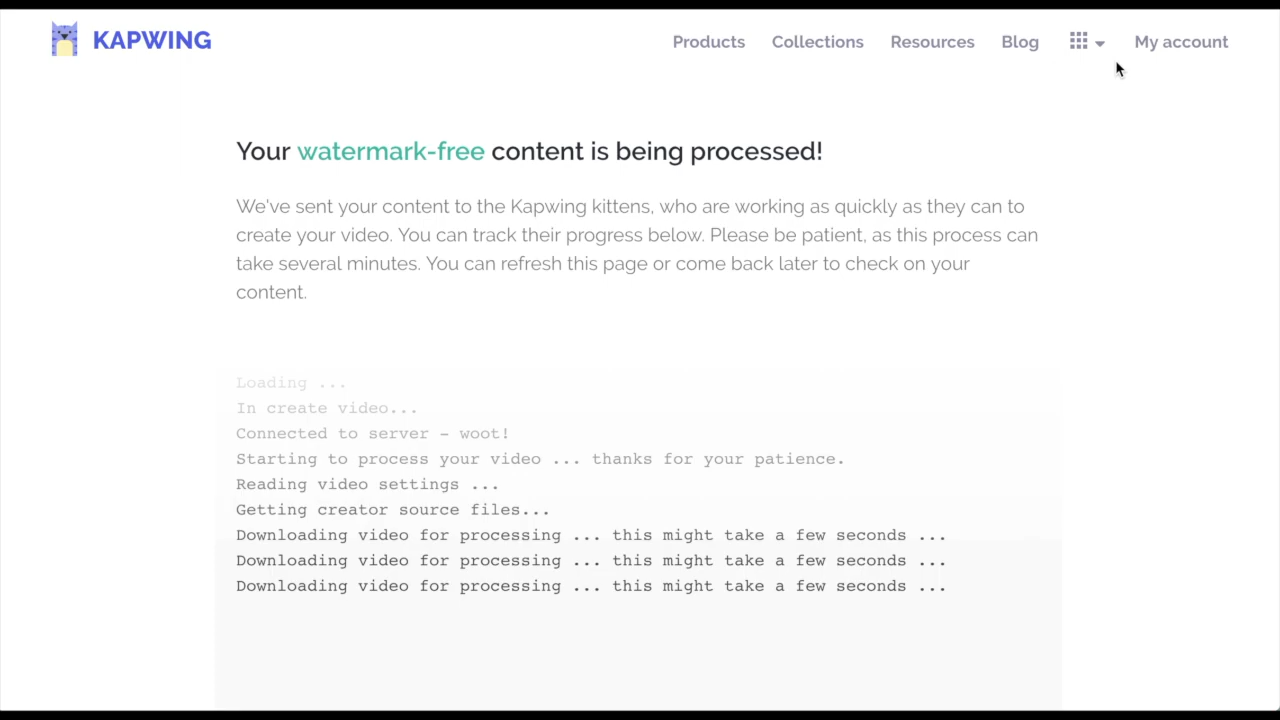 KAPWING
Products Collections Resources Blog My account
Your watermark-free content is being processed!
We've sent your content to the Kapwing kittens, who are working as quickly as they can to
create your video. You can track their progress below. Please be patient, as this process can
take several minutes. You can refresh this page or come back later to check on your
content.
Loading ...
In create video...
Connected to server - woot!
Starting to process your video ... thanks for your patience.
Reading video settings ...
Getting creator source files...
Downloading video for processing ... this might take a few seconds ...
Downloading video for processing ... this might take a few seconds ...
Downloading video for processing ... this might take a few seconds ...